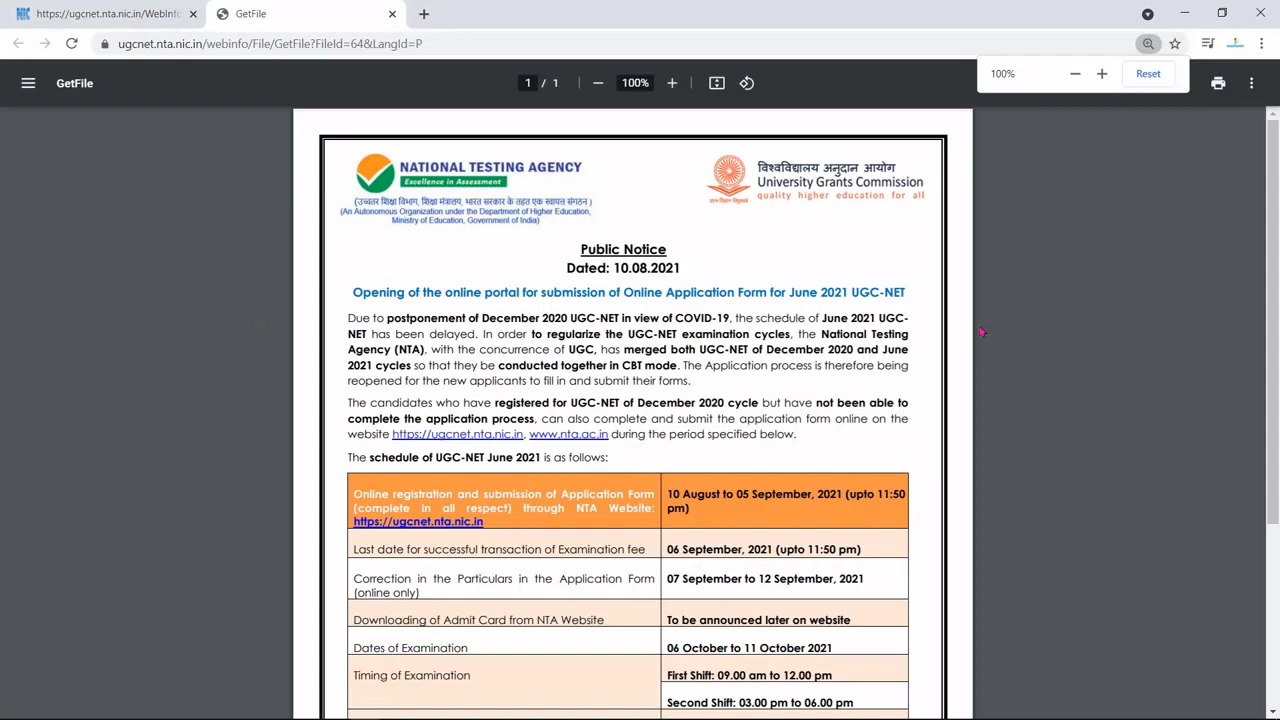 https://ugcnet.nta.nic.in/WebInfo
GetFile
ugcnet.nta.nic.in/webinfo/File/GetFile?FileId=64&LangId=P
100%
Reset
GetFile
1 / 1
100%
NATIONAL TESTING AGENCY
Excellence in Assessment
(उच्चतर शिक्षा विभाग, शिक्षा मंत्रालय, भारत सरकार के तहत एक स्वायत्त संगठन)
(An Autonomous Organization under the Department of Higher Education,
Ministry of Education, Government of India)
विश्वविद्यालय अनुदान आयोग
University Grants Commission
quality higher education for all
Public Notice
Dated: 10.08.2021
Opening of the online portal for submission of Online Application Form for June 2021 UGC-NET
Due to postponement of December 2020 UGC-NET in view of COVID-19, the schedule of June 2021 UGC-
NET has been delayed. In order to regularize the UGC-NET examination cycles, the National Testing
Agency (NTA), with the concurrence of UGC, has merged both UGC-NET of December 2020 and June
2021 cycles so that they be conducted together in CBT mode. The Application process is therefore being
reopened for the new applicants to fill in and submit their forms.
The candidates who have registered for UGC-NET of December 2020 cycle but have not been able to
complete the application process, can also complete and submit the application form online on the
website https://ugcnet.nta.nic.in, www.nta.ac.in during the period specified below.
The schedule of UGC-NET June 2021 is as follows:
Online registration and submission of Application Form
(complete in all respect) through NTA Website:
https://ugcnet.nta.nic.in
10 August to 05 September, 2021 (upto 11:50
pm)
Last date for successful transaction of Examination fee
06 September, 2021 (upto 11:50 pm)
Correction in the Particulars in the Application Form
(online only)
07 September to 12 September, 2021
Downloading of Admit Card from NTA Website
To be announced later on website
Dates of Examination
06 October to 11 October 2021
Timing of Examination
First Shift: 09.00 am to 12.00 pm
Second Shift: 03.00 pm to 06.00 pm